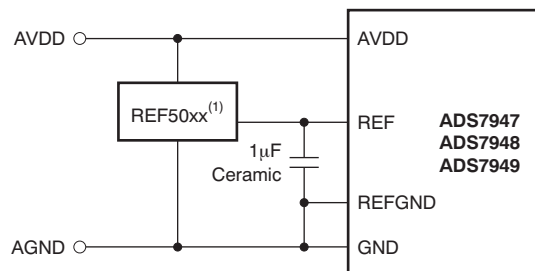 AVDD
AVDD
REF50xx(1)
REF
ADS7947
ADS7948
ADS7949
1μF
Ceramic
REFGND
AGND
GND